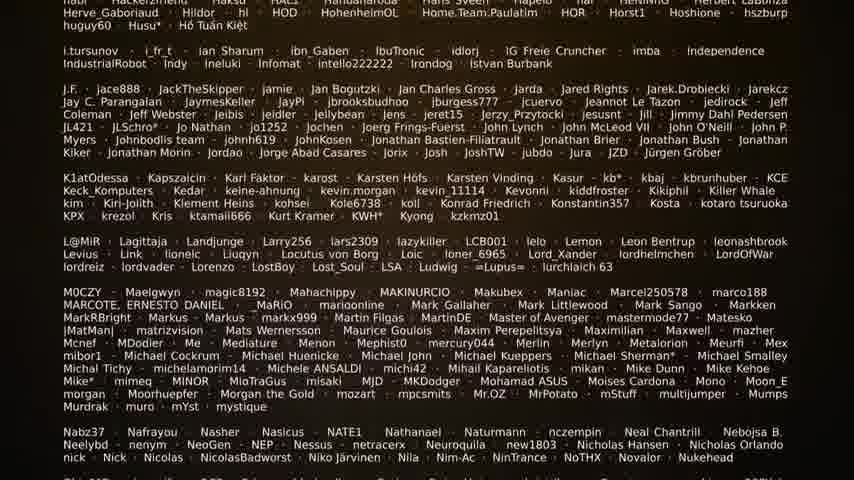 Herve_Gaboriaud · Hildor · hl · HOD · HohenheimOL · Home.Team.Paulatim · HOR · Horst1 · Hoshione · hszburp
huguy60 · Husu* · Hồ Tuấn Kiệt
i.tursunov · i_fr_t · ian Sharum · ibn_Gaben · IbuTronic · idlorj · IG Freie Cruncher · imba · Independence
IndustrialRobot · Indy · ineluki · Infomat · intello222222 · Irondog · Istvan Burbank
J.F. · Jace888 · JackTheSkipper · jamie · Jan Bogutzki · Jan Charles Gross · Jarda · Jared Rights · Jarek.Drobiecki · Jarekcz
Jay C. Parangalan · JaymesKeller · JayPi · jbrooksbudhoo · jburgess777 · jcuervo · Jeannot Le Tazon · jedirock · Jeff
Coleman · Jeff Webster · Jeibis · jeidler · Jellybean · Jens · jeret15 · Jerzy_Przytocki · jesusnt · Jill · Jimmy Dahl Pedersen
JL421 · JLSchro* · Jo Nathan · jo1252 · Jochen · Joerg Frings-Fuerst · John Lynch · John McLeod VII · John O'Neill · John P.
Myers · Johnbodlis team · johnh619 · JohnKosen · Jonathan Bastien-Filiatrault · Jonathan Brier · Jonathan Bush · Jonathan
Kiker · Jonathan Morin · Jordao · Jorge Abad Casares · Jorix · Josh · JoshTW · jubdo · Jura · JZD · Jürgen Gröber
K1atOdessa · Kapszaicin · Karl Faktor · karost · Karsten Höfs · Karsten Vinding · Kasur · kb* · kbaj · kbrunhuber · KCE
Keck_Komputers · Kedar · keine-ahnung · kevin.morgan · kevin_11114 · Kevonni · kiddfroster · Kikiphil · Killer Whale
kim · Kiri-Jolith · Klement Heins · kohsei · Kole6738 · koll · Konrad Friedrich · Konstantin357 · Kosta · kotaro tsuruoka
KPX · krezol · Kris · ktamail666 · Kurt Kramer · KWH* · Kyong · kzkmz01
L@MiR · Lagittaja · Landjunge · Larry256 · lars2309 · lazykiller · LCB001 · lelo · Lemon · Leon Bentrup · leonashbrook
Levius · Link · lioneic · Liuqyn · Locutus von Borg · Loic · loner_6965 · Lord_Xander · lordhelmchen · LordOfWar
lordreiz · lordvader · Lorenzo · LostBoy · Lost_Soul · LSA · Ludwig · =Lupus= · lurchlaich 63
M0CZY · Maelgwyn · magic8192 · Mahachippy · MAKINURCIO · Makubex · Maniac · Marcel250578 · marco188
MARCOTE, ERNESTO DANIEL · _MaRiO · marioonline · Mark Gallaher · Mark Littlewood · Mark Sango · Markken
MarkRBright · Markus · Markus · markx999 · Martin Filgas · MartinDE · Master of Avenger · mastermode77 · Matesko
|MatMan| · matrizvision · Mats Wernersson · Maurice Goulois · Maxim Perepelitsya · Maximilian · Maxwell · mazher
Mcnef · MDodier · Me · Mediature · Menon · Mephist0 · mercury044 · Merlin · Merlyn · Metalorion · Meurfi · Mex
mibor1 · Michael Cockrum · Michael Huenicke · Michael John · Michael Kueppers · Michael Sherman* · Michael Smalley
Michal Tichy · michelamorim14 · Michele ANSALDI · michi42 · Mihail Kapareliotis · mikan · Mike Dunn · Mike Kehoe
Mike* · mimeq · MINOR · MioTraGus · misaki · MJD · MKDodger · Mohamad ASUS · Moises Cardona · Mono · Moon_E
morgan · Moorhuepfer · Morgan the Gold · mozart · mpcsmits · Mr.OZ · MrPotato · mStuff · multijumper · Mumps
Murdrak · muro · mYst · mystique
Nabz37 · Nafrayou · Nasher · Nasicus · NATE1 · Nathanael · Naturmann · nczempin · Neal Chantrill · Nebojsa B.
Neelybd · nenym · NeoGen · NEP · Nessus · netracerx · Neuroquila · new1803 · Nicholas Hansen · Nicholas Orlando
nick · Nick · Nicolas · NicolasBadworst · Niko Järvinen · Nila · Nim-Ac · NinTrance · NoTHX · Novalor · Nukehead